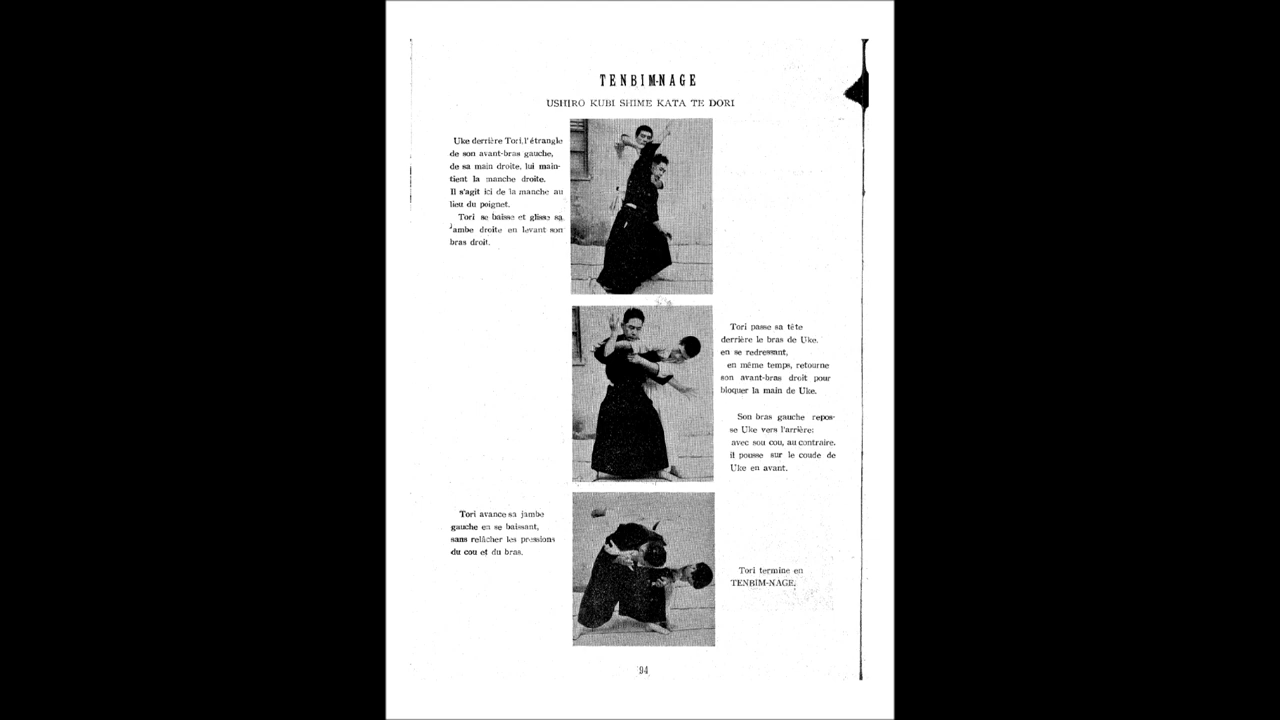 TENBIM-NAGE
USHIRO KUBI SHIME KATA TE DORI
Uke derrière Tori, l'étrangle
de son avant-bras gauche,
de sa main droite, lui main-
tient la manche droite.
Il s'agit ici de la manche au
lieu du poignet.
Tori se baisse et glisse sa
jambe droite en levant son
bras droit.
Tori passe sa tête
derrière le bras de Uke.
en se redressant,
en même temps, retourne
son avant-bras droit pour
bloquer la main de Uke.
Son bras gauche repos-
se Uke vers l'arrière;
avec sou cou, au contraire,
il pousse sur le coude de
Uke en avant.
Tori avance sa jambe
gauche en se baissant,
sans relâcher les pressions
du cou et du bras.
Tori termine en
TENBIM-NAGE.
94